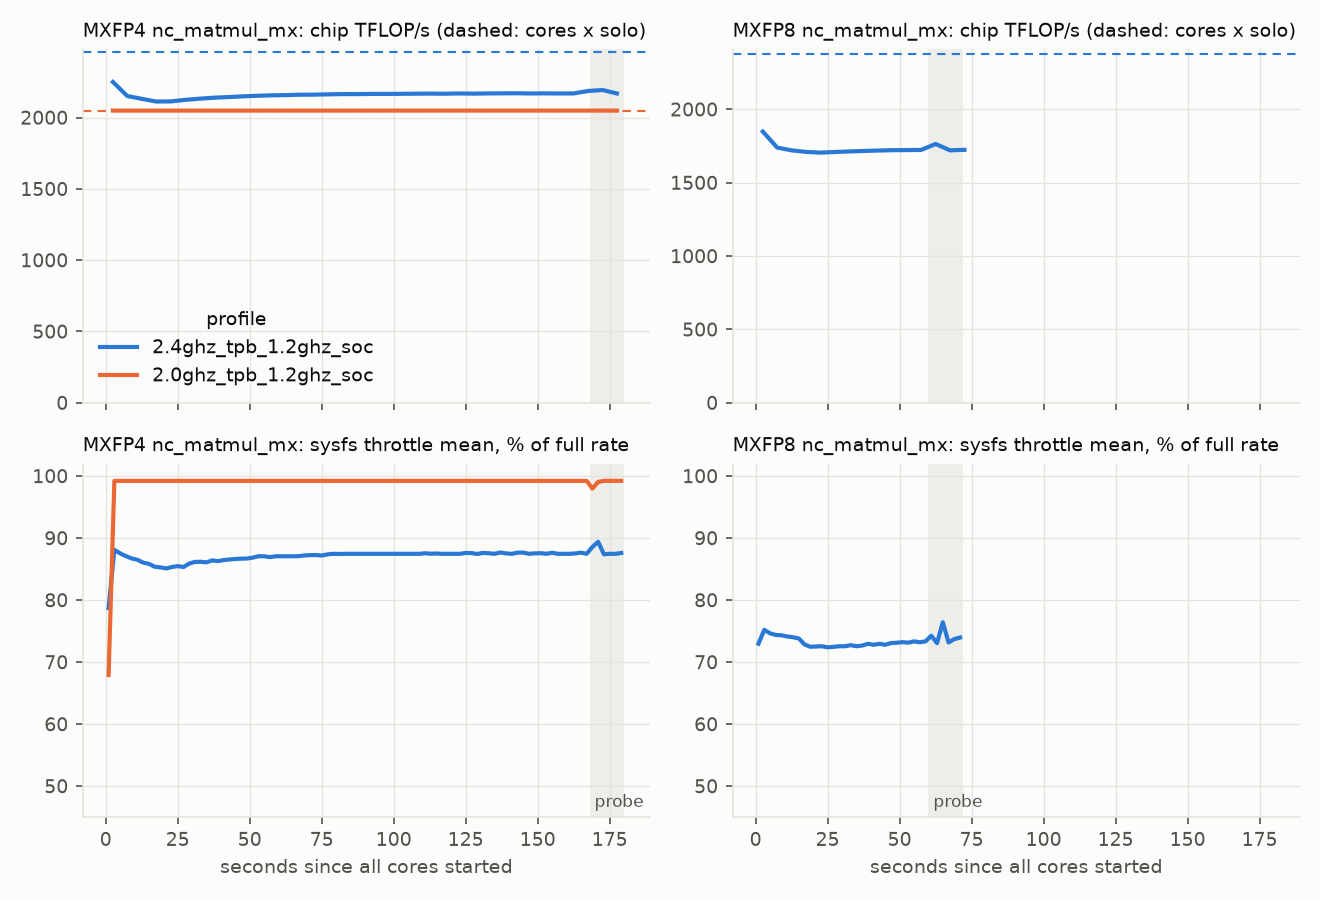 MXFP4 nc_matmul_mx: chip TFLOP/s (dashed: cores x solo)
2000
1500
1000
500
0
profile
2.4ghz_tpb_1.2ghz_soc
2.0ghz_tpb_1.2ghz_soc
MXFP8 nc_matmul_mx: chip TFLOP/s (dashed: cores x solo)
2000
1500
1000
500
0
MXFP4 nc_matmul_mx: sysfs throttle mean, % of full rate
100
90
80
70
60
50
probe
0 25 50 75 100 125 150 175
seconds since all cores started
MXFP8 nc_matmul_mx: sysfs throttle mean, % of full rate
100
90
80
70
60
50
probe
0 25 50 75 100 125 150 175
seconds since all cores started